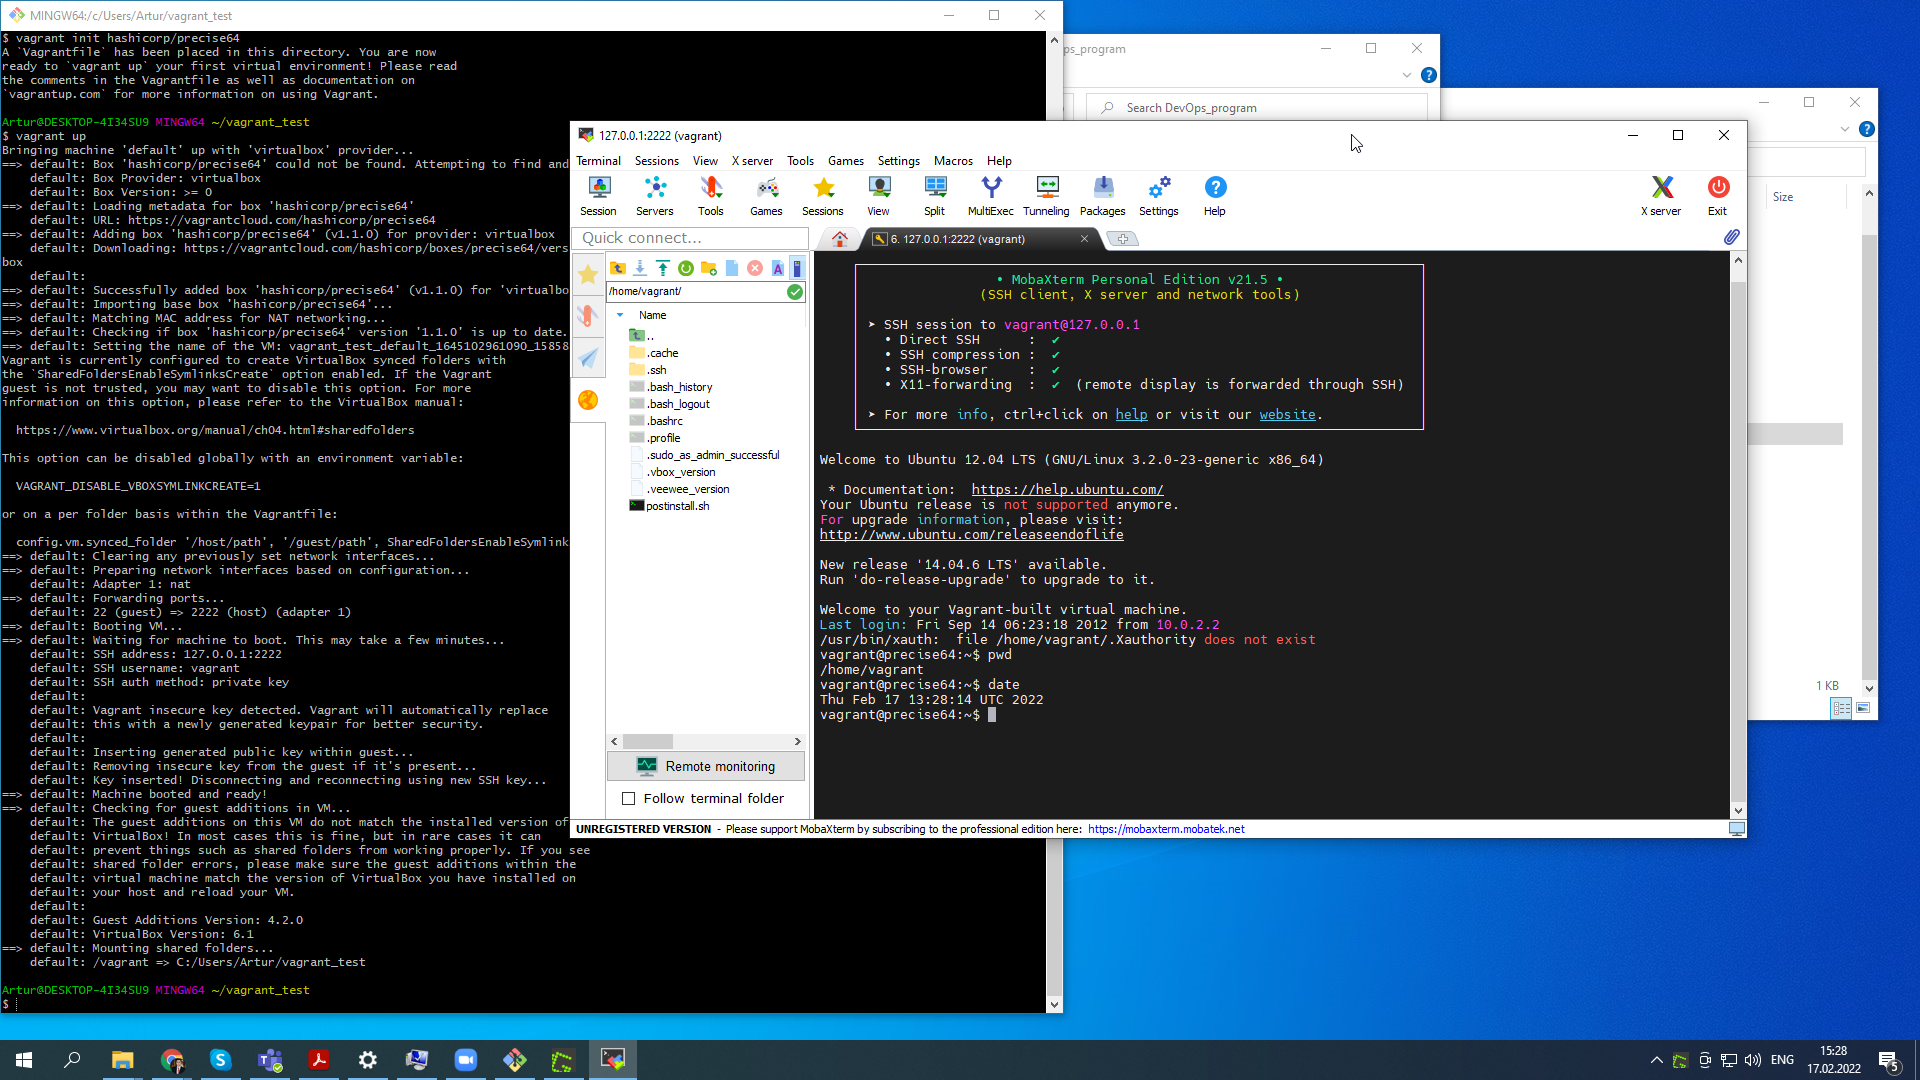 MINGW64:/c/Users/Artur/vagrant_test
$ vagrant init hashicorp/precise64
A `Vagrantfile` has been placed in this directory. You are now
ready to `vagrant up` your first virtual environment! Please read
the comments in the Vagrantfile as well as documentation on
`vagrantup.com` for more information on using Vagrant.
Artur@DESKTOP-4I34SU9 MINGW64 ~/vagrant_test
$ vagrant up
Bringing machine 'default' up with 'virtualbox' provider...
==> default: Box 'hashicorp/precise64' could not be found. Attempting to find and
default: Box Provider: virtualbox
default: Box Version: >= 0
==> default: Loading metadata for box 'hashicorp/precise64'
default: URL: https://vagrantcloud.com/hashicorp/precise64
==> default: Adding box 'hashicorp/precise64' (v1.1.0) for provider: virtualbox
default: Downloading: https://vagrantcloud.com/hashicorp/boxes/precise64/vers
box
default:
==> default: Successfully added box 'hashicorp/precise64' (v1.1.0) for 'virtualbo
==> default: Importing base box 'hashicorp/precise64'...
==> default: Matching MAC address for NAT networking...
==> default: Checking if box 'hashicorp/precise64' version '1.1.0' is up to date.
==> default: Setting the name of the VM: vagrant_test_default_1645102961090_15858
Vagrant is currently configured to create VirtualBox synced folders with
the `SharedFoldersEnableSymlinksCreate` option enabled. If the Vagrant
guest is not trusted, you may want to disable this option. For more
information on this option, please refer to the VirtualBox manual:
https://www.virtualbox.org/manual/ch04.html#sharedfolders
This option can be disabled globally with an environment variable:
VAGRANT_DISABLE_VBOXSYMLINKCREATE=1
or on a per folder basis within the Vagrantfile:
config.vm.synced_folder '/host/path', '/guest/path', SharedFoldersEnableSymlink
==> default: Clearing any previously set network interfaces...
==> default: Preparing network interfaces based on configuration...
default: Adapter 1: nat
==> default: Forwarding ports...
default: 22 (guest) => 2222 (host) (adapter 1)
==> default: Booting VM...
==> default: Waiting for machine to boot. This may take a few minutes...
default: SSH address: 127.0.0.1:2222
default: SSH username: vagrant
default: SSH auth method: private key
default:
default: Vagrant insecure key detected. Vagrant will automatically replace
default: this with a newly generated keypair for better security.
default:
default: Inserting generated public key within guest...
default: Removing insecure key from the guest if it's present...
default: Key inserted! Disconnecting and reconnecting using new SSH key...
==> default: Machine booted and ready!
==> default: Checking for guest additions in VM...
default: The guest additions on this VM do not match the installed version of
default: VirtualBox! In most cases this is fine, but in rare cases it can
default: prevent things such as shared folders from working properly. If you see
default: shared folder errors, please make sure the guest additions within the
default: virtual machine match the version of VirtualBox you have installed on
default: your host and reload your VM.
default:
default: Guest Additions Version: 4.2.0
default: VirtualBox Version: 6.1
==> default: Mounting shared folders...
default: /vagrant => C:/Users/Artur/vagrant_test
Artur@DESKTOP-4I34SU9 MINGW64 ~/vagrant_test
$
ps_program
Search DevOps_program
Size
1 KB
127.0.0.1:2222 (vagrant)
Terminal Sessions View X server Tools Games Settings Macros Help
Session Servers Tools Games Sessions View Split MultiExec Tunneling Packages Settings Help X server Exit
Quick connect...
6. 127.0.0.1:2222 (vagrant)
/home/vagrant/
Name
..
.cache
.ssh
.bash_history
.bash_logout
.bashrc
.profile
.sudo_as_admin_successful
.vbox_version
.veewee_version
postinstall.sh
Remote monitoring
Follow terminal folder
• MobaXterm Personal Edition v21.5 •
(SSH client, X server and network tools)
➤ SSH session to vagrant@127.0.0.1
• Direct SSH : ✔
• SSH compression : ✔
• SSH-browser : ✔
• X11-forwarding : ✔ (remote display is forwarded through SSH)
➤ For more info, ctrl+click on help or visit our website.
Welcome to Ubuntu 12.04 LTS (GNU/Linux 3.2.0-23-generic x86_64)
* Documentation: https://help.ubuntu.com/
Your Ubuntu release is not supported anymore.
For upgrade information, please visit:
http://www.ubuntu.com/releaseendoflife
New release '14.04.6 LTS' available.
Run 'do-release-upgrade' to upgrade to it.
Welcome to your Vagrant-built virtual machine.
Last login: Fri Sep 14 06:23:18 2012 from 10.0.2.2
/usr/bin/xauth: file /home/vagrant/.Xauthority does not exist
vagrant@precise64:~$ pwd
/home/vagrant
vagrant@precise64:~$ date
Thu Feb 17 13:28:14 UTC 2022
vagrant@precise64:~$
UNREGISTERED VERSION - Please support MobaXterm by subscribing to the professional edition here: https://mobaxterm.mobatek.net
ENG
15:28
17.02.2022
5